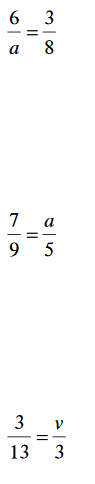 6/a = 3/8
7/9 = a/5
3/13 = v/3